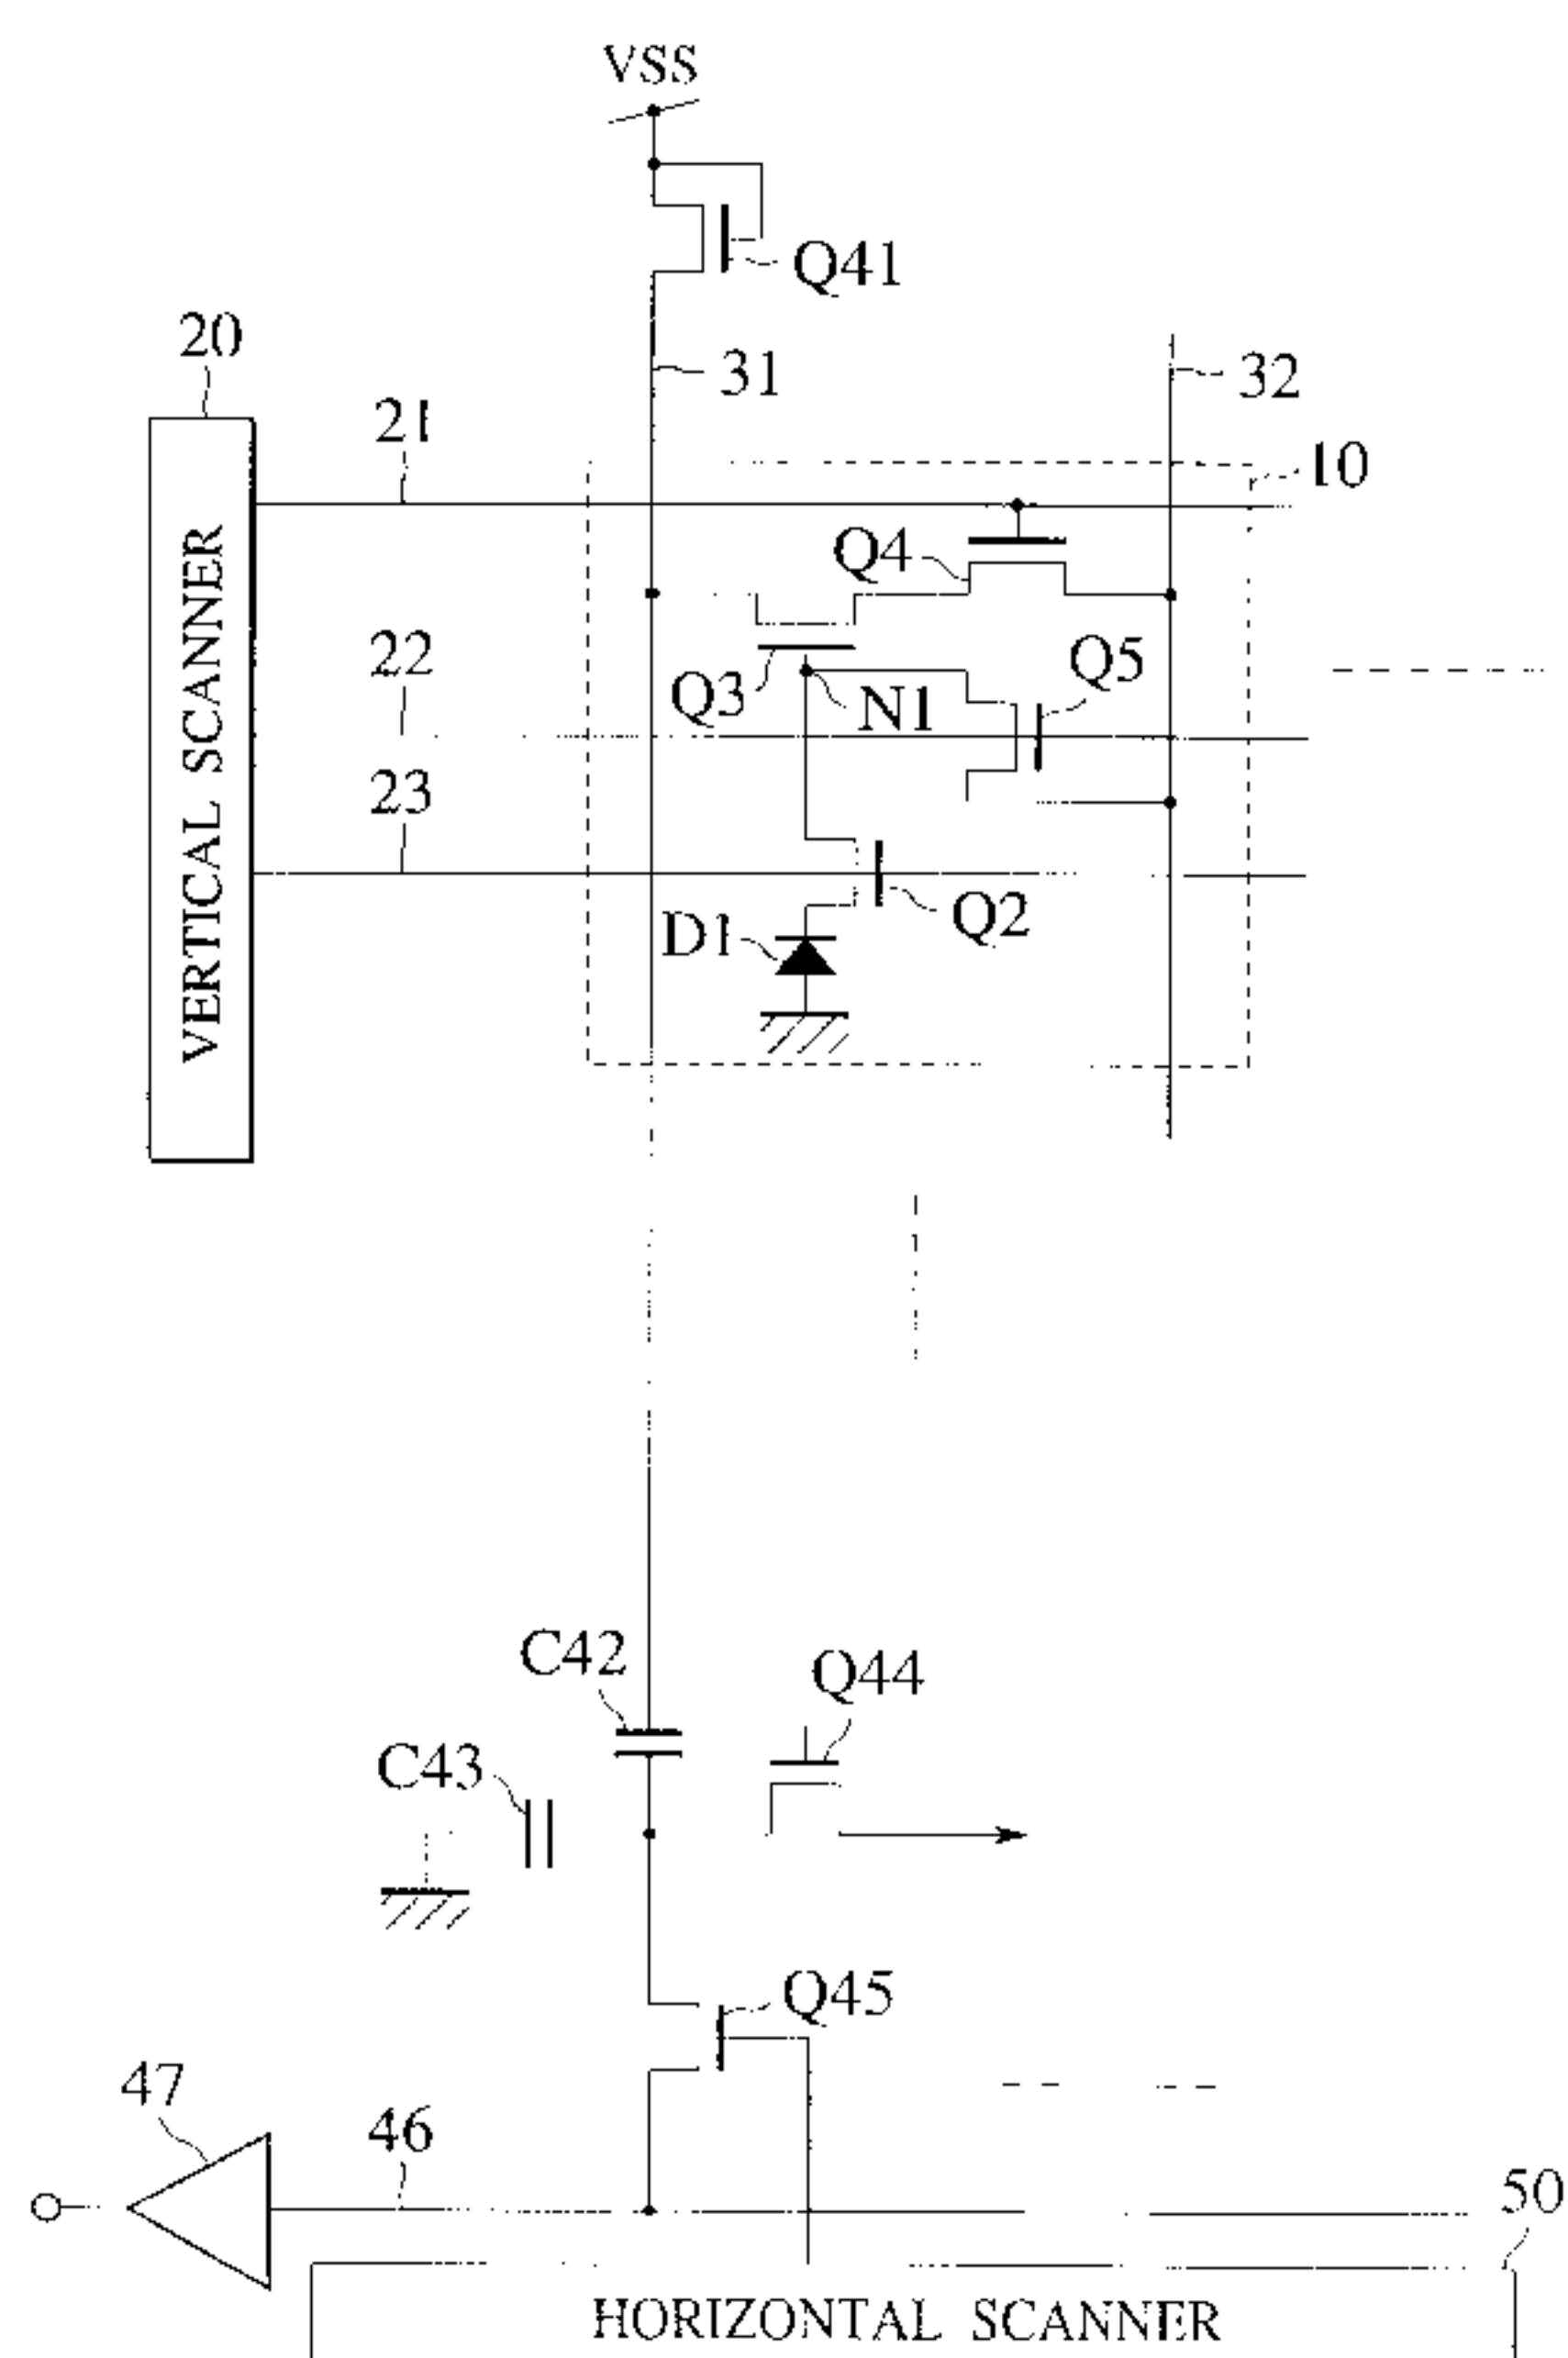 VSS
Q41
20
31
32
21
10
Q4
22
Q5
Q3
N1
23
VERTICAL SCANNER
D1
Q2
C42
Q44
C43
Q45
47
46
50
HORIZONTAL SCANNER